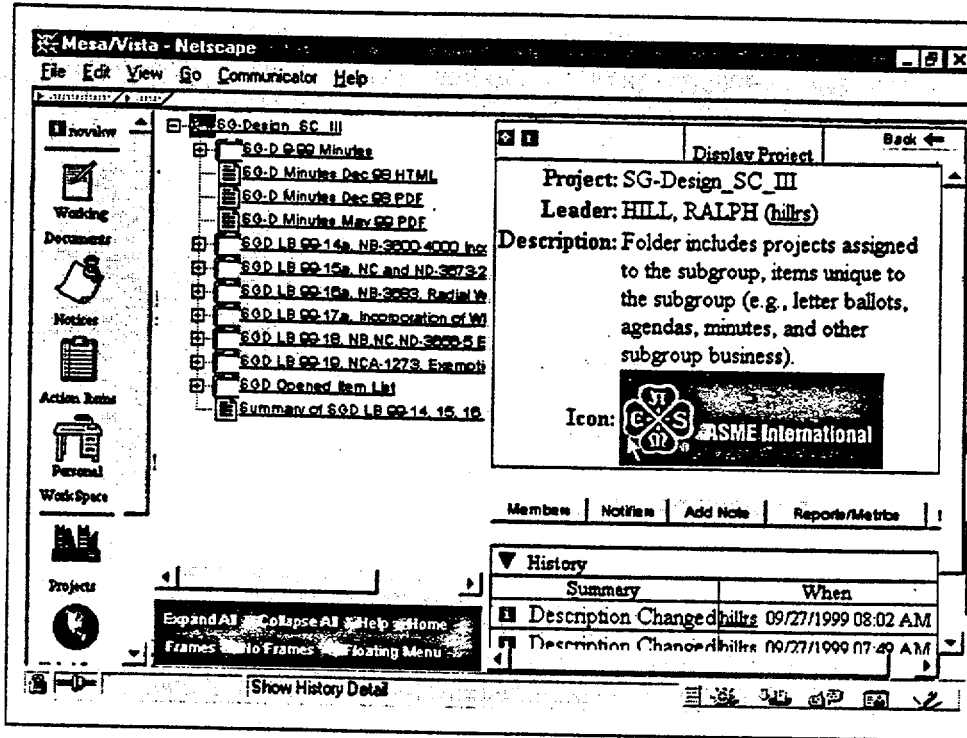 Mesa/Vista - Netscape
File Edit View Go Communicator Help
novakw
Working
Documents
Notices
Action Items
Personal
Work Space
Projects
SG-Design_SC_III
SG-D 9-99 Minutes
SG-D Minutes Dec 98 HTML
SG-D Minutes Dec 98 PDF
SG-D Minutes May 99 PDF
SGD LB 99-14a, NB-3600-4000 Inco
SGD LB 99-15a, NC and ND-3673-2
SGD LB 99-16a, NB-3683, Radial W
SGD LB 99-17a, Incorporation of WI
SGD LB 99-18, NB,NC,ND-3658-5 E
SGD LB 99-19, NCA-1273, Exempti
SGD Opened Item List
Summary of SGD LB 99-14, 15, 16
Expand All Collapse All Help Home
Frames No Frames Floating Menu
Back
Display Project
Project: SG-Design_SC_III
Leader: HILL, RALPH (hillrs)
Description: Folder includes projects assigned
to the subgroup, items unique to
the subgroup (e.g., letter ballots,
agendas, minutes, and other
subgroup business).
Icon: ASME International
Members Notifiers Add Note Reports/Metrics
History
Summary When
Description Changed hillrs 09/27/1999 08:02 AM
Description Changed hillrs 09/27/1999 07:49 AM
Show History Detail